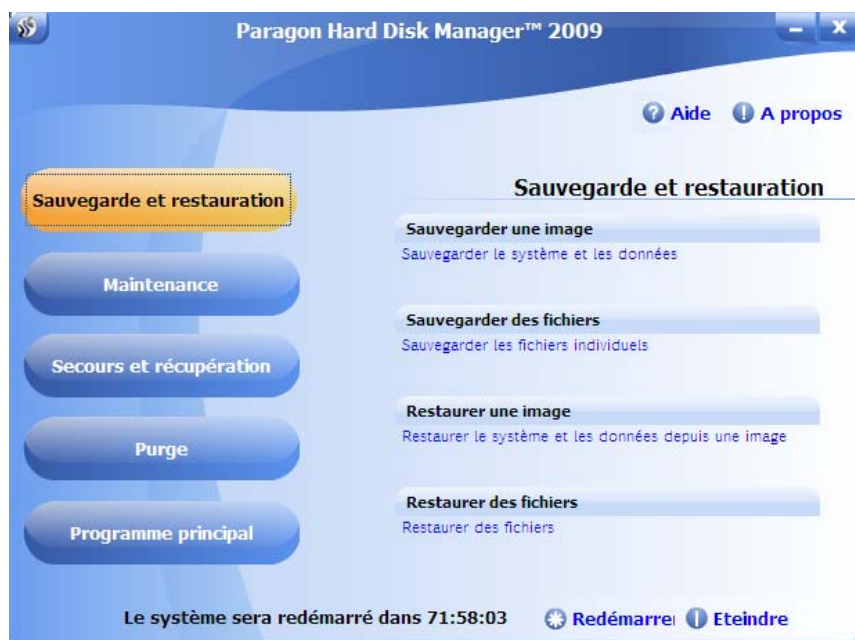 Paragon Hard Disk Manager™ 2009
Aide
A propos
Sauvegarde et restauration
Maintenance
Secours et récupération
Purge
Programme principal
Sauvegarde et restauration
Sauvegarder une image
Sauvegarder le système et les données
Sauvegarder des fichiers
Sauvegarder les fichiers individuels
Restaurer une image
Restaurer le système et les données depuis une image
Restaurer des fichiers
Restaurer des fichiers
Le système sera redémarré dans 71:58:03
Redémarrer
Eteindre